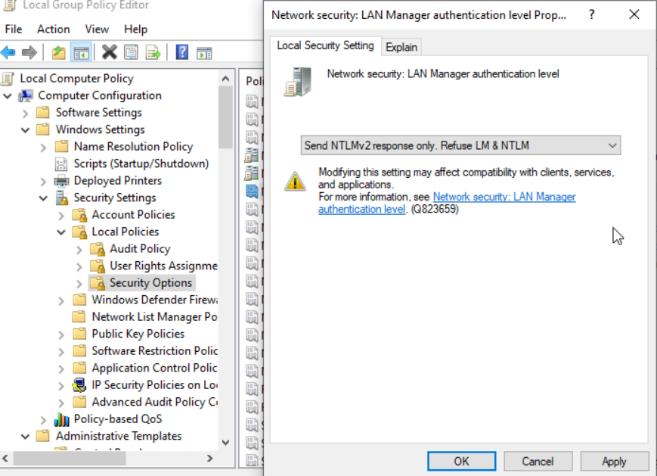 Local Group Policy Editor
File Action View Help
Local Computer Policy
Computer Configuration
Software Settings
Windows Settings
Name Resolution Policy
Scripts (Startup/Shutdown)
Deployed Printers
Security Settings
Account Policies
Local Policies
Audit Policy
User Rights Assignme
Security Options
Windows Defender Firew
Network List Manager Po
Public Key Policies
Software Restriction Polic
Application Control Polic
IP Security Policies on Lo
Advanced Audit Policy C
Policy-based QoS
Administrative Templates
Poli
Network security: LAN Manager authentication level Prop... ?
Local Security Setting Explain
Network security: LAN Manager authentication level
Send NTLMv2 response only. Refuse LM & NTLM
Modifying this setting may affect compatibility with clients, services,
and applications.
For more information, see Network security: LAN Manager
authentication level. (Q823659)
OK Cancel Apply